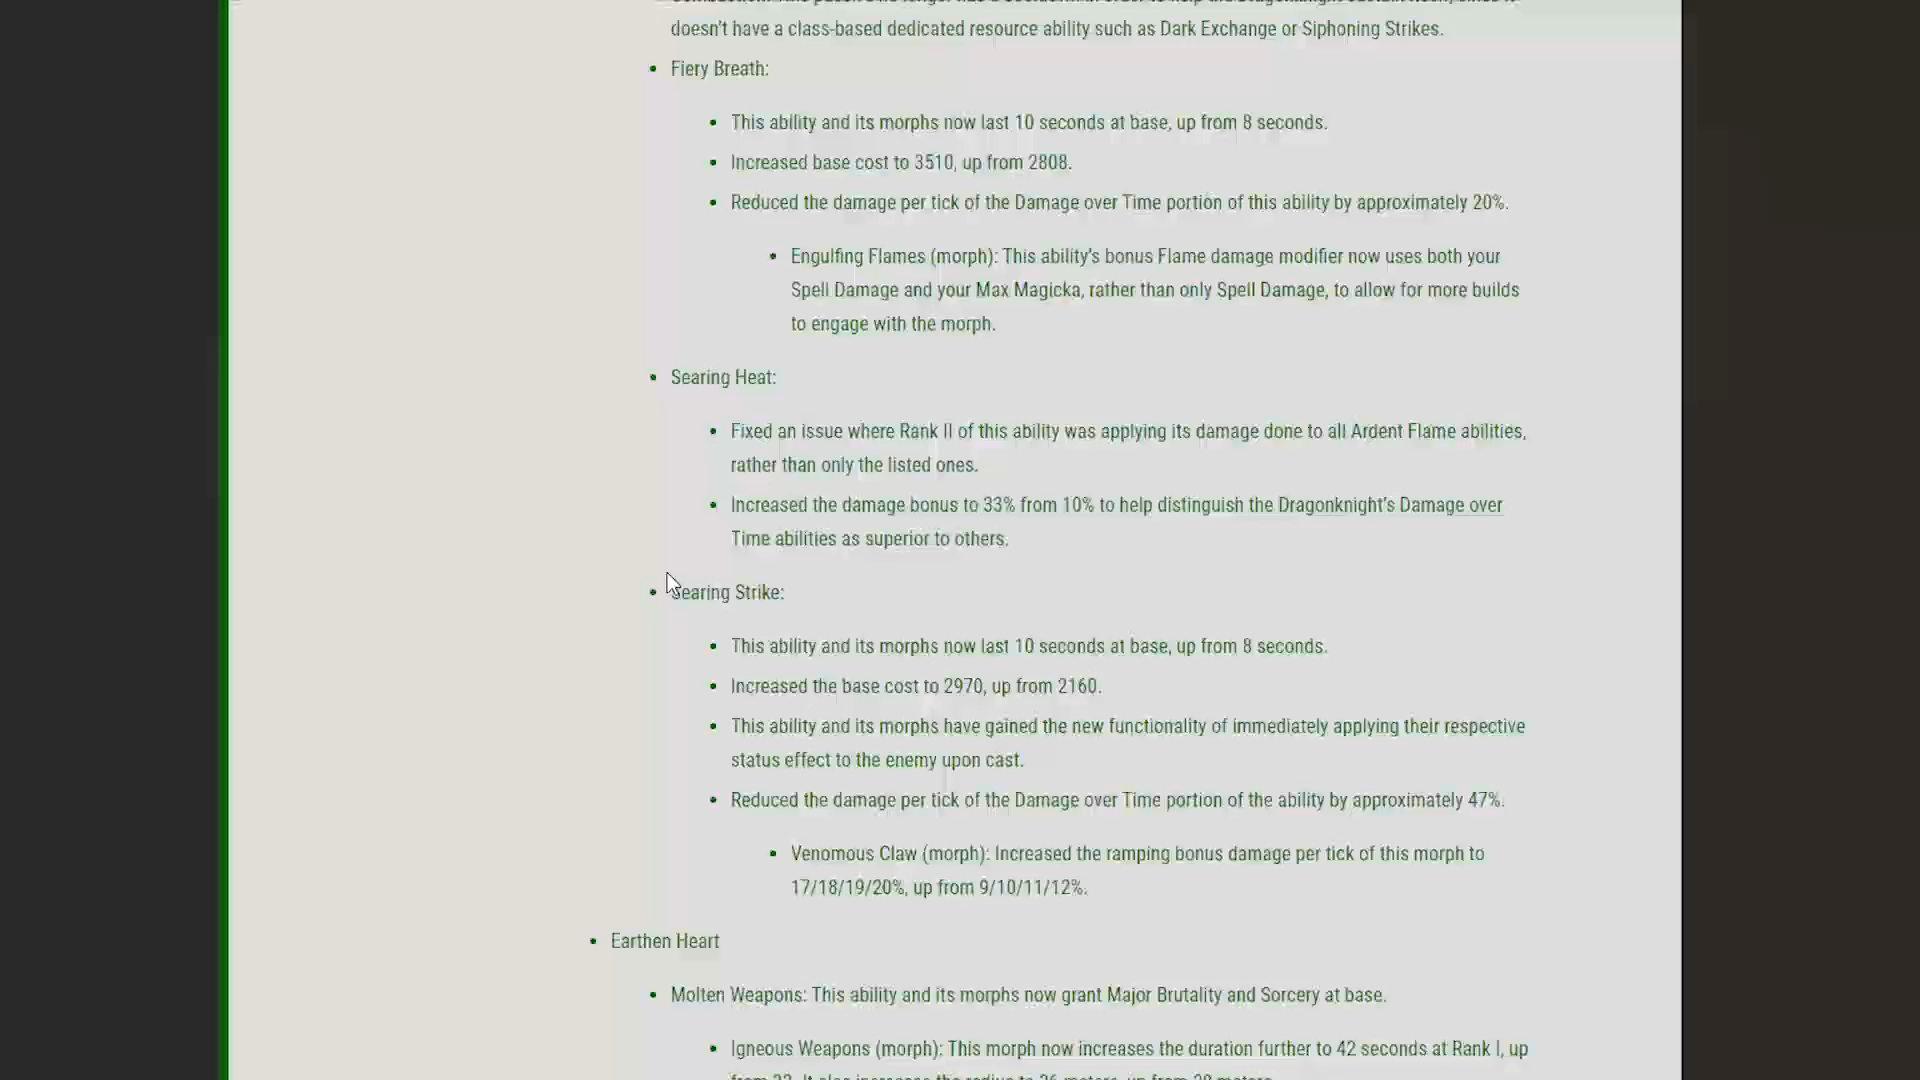 doesn't have a class-based dedicated resource ability such as Dark Exchange or Siphoning Strikes.
• Fiery Breath:
• This ability and its morphs now last 10 seconds at base, up from 8 seconds.
• Increased base cost to 3510, up from 2808.
• Reduced the damage per tick of the Damage over Time portion of this ability by approximately 20%.
• Engulfing Flames (morph): This ability's bonus Flame damage modifier now uses both your
Spell Damage and your Max Magicka, rather than only Spell Damage, to allow for more builds
to engage with the morph.
• Searing Heat:
• Fixed an issue where Rank II of this ability was applying its damage done to all Ardent Flame abilities,
rather than only the listed ones.
• Increased the damage bonus to 33% from 10% to help distinguish the Dragonknight's Damage over
Time abilities as superior to others.
• Searing Strike:
• This ability and its morphs now last 10 seconds at base, up from 8 seconds.
• Increased the base cost to 2970, up from 2160.
• This ability and its morphs have gained the new functionality of immediately applying their respective
status effect to the enemy upon cast.
• Reduced the damage per tick of the Damage over Time portion of the ability by approximately 47%.
• Venomous Claw (morph): Increased the ramping bonus damage per tick of this morph to
17/18/19/20%, up from 9/10/11/12%.
• Earthen Heart
• Molten Weapons: This ability and its morphs now grant Major Brutality and Sorcery at base.
• Igneous Weapons (morph): This morph now increases the duration further to 42 seconds at Rank I, up